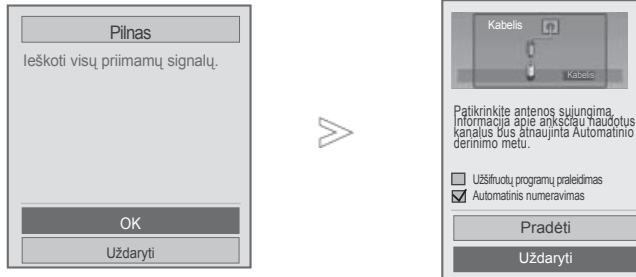 Pilnas
Ieškoti visų priimamų signalų.
OK
Uždaryti
Kabelis
Kabelis
Patikrinkite antenos sujungimą.
Informacija apie anksčiau naudotus
kanalus bus atnaujinta Automatinio
derinimo metu.
Užšifruotų programų praleidimas
Automatinis numeravimas
Pradėti
Uždaryti